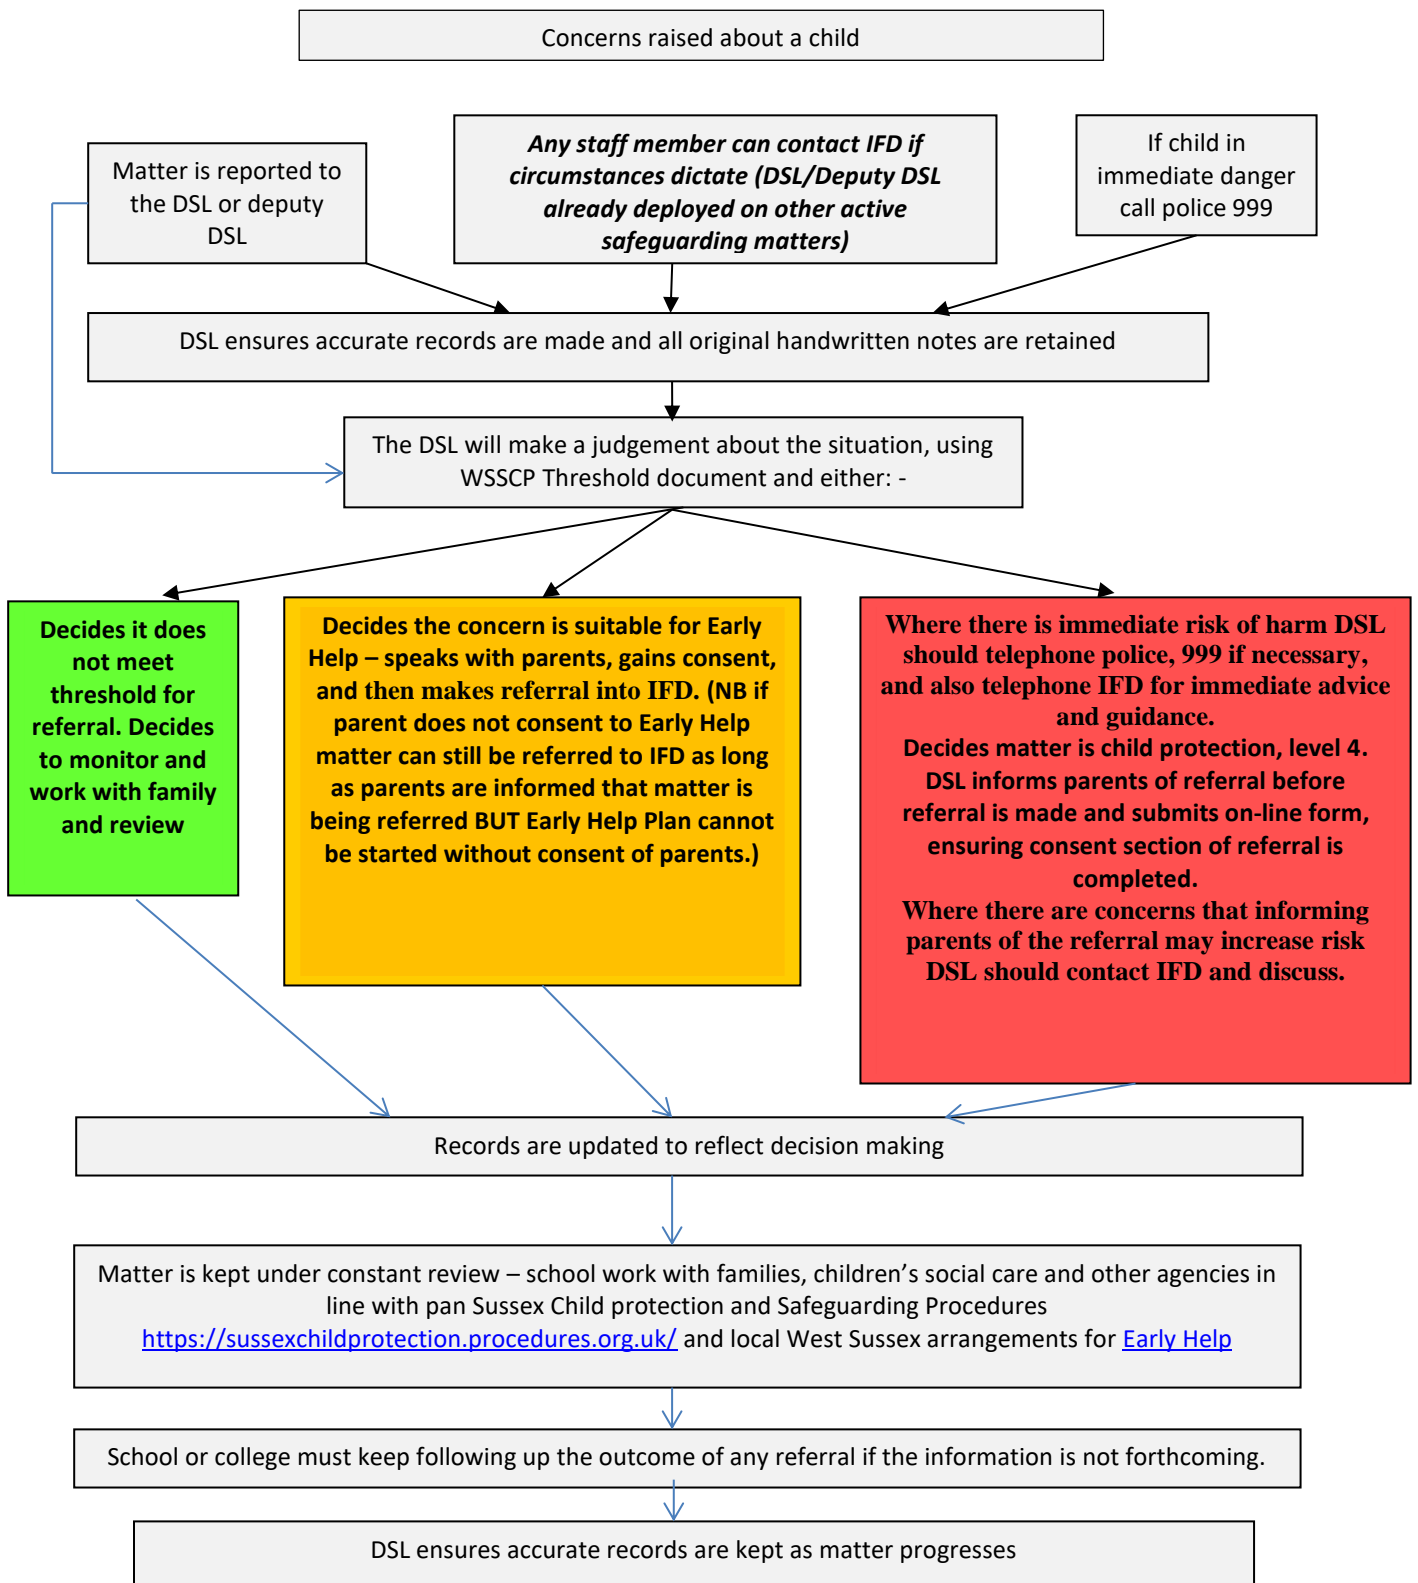 Concerns raised about a child
Matter is reported to
the DSL or deputy
DSL
Any staff member can contact IFD if
circumstances dictate (DSL/Deputy DSL
already deployed on other active
safeguarding matters)
If child in
immediate danger
call police 999
DSL ensures accurate records are made and all original handwritten notes are retained
The DSL will make a judgement about the situation, using
WSSCP Threshold document and either: -
Decides it does
not meet
threshold for
referral. Decides
to monitor and
work with family
and review
Decides the concern is suitable for Early
Help – speaks with parents, gains consent,
and then makes referral into IFD. (NB if
parent does not consent to Early Help
matter can still be referred to IFD as long
as parents are informed that matter is
being referred BUT Early Help Plan cannot
be started without consent of parents.)
Where there is immediate risk of harm DSL
should telephone police, 999 if necessary,
and also telephone IFD for immediate advice
and guidance.
Decides matter is child protection, level 4.
DSL informs parents of referral before
referral is made and submits on-line form,
ensuring consent section of referral is
completed.
Where there are concerns that informing
parents of the referral may increase risk
DSL should contact IFD and discuss.
Records are updated to reflect decision making
Matter is kept under constant review – school work with families, children’s social care and other agencies in
line with pan Sussex Child protection and Safeguarding Procedures
https://sussexchildprotection.procedures.org.uk/ and local West Sussex arrangements for Early Help
School or college must keep following up the outcome of any referral if the information is not forthcoming.
DSL ensures accurate records are kept as matter progresses